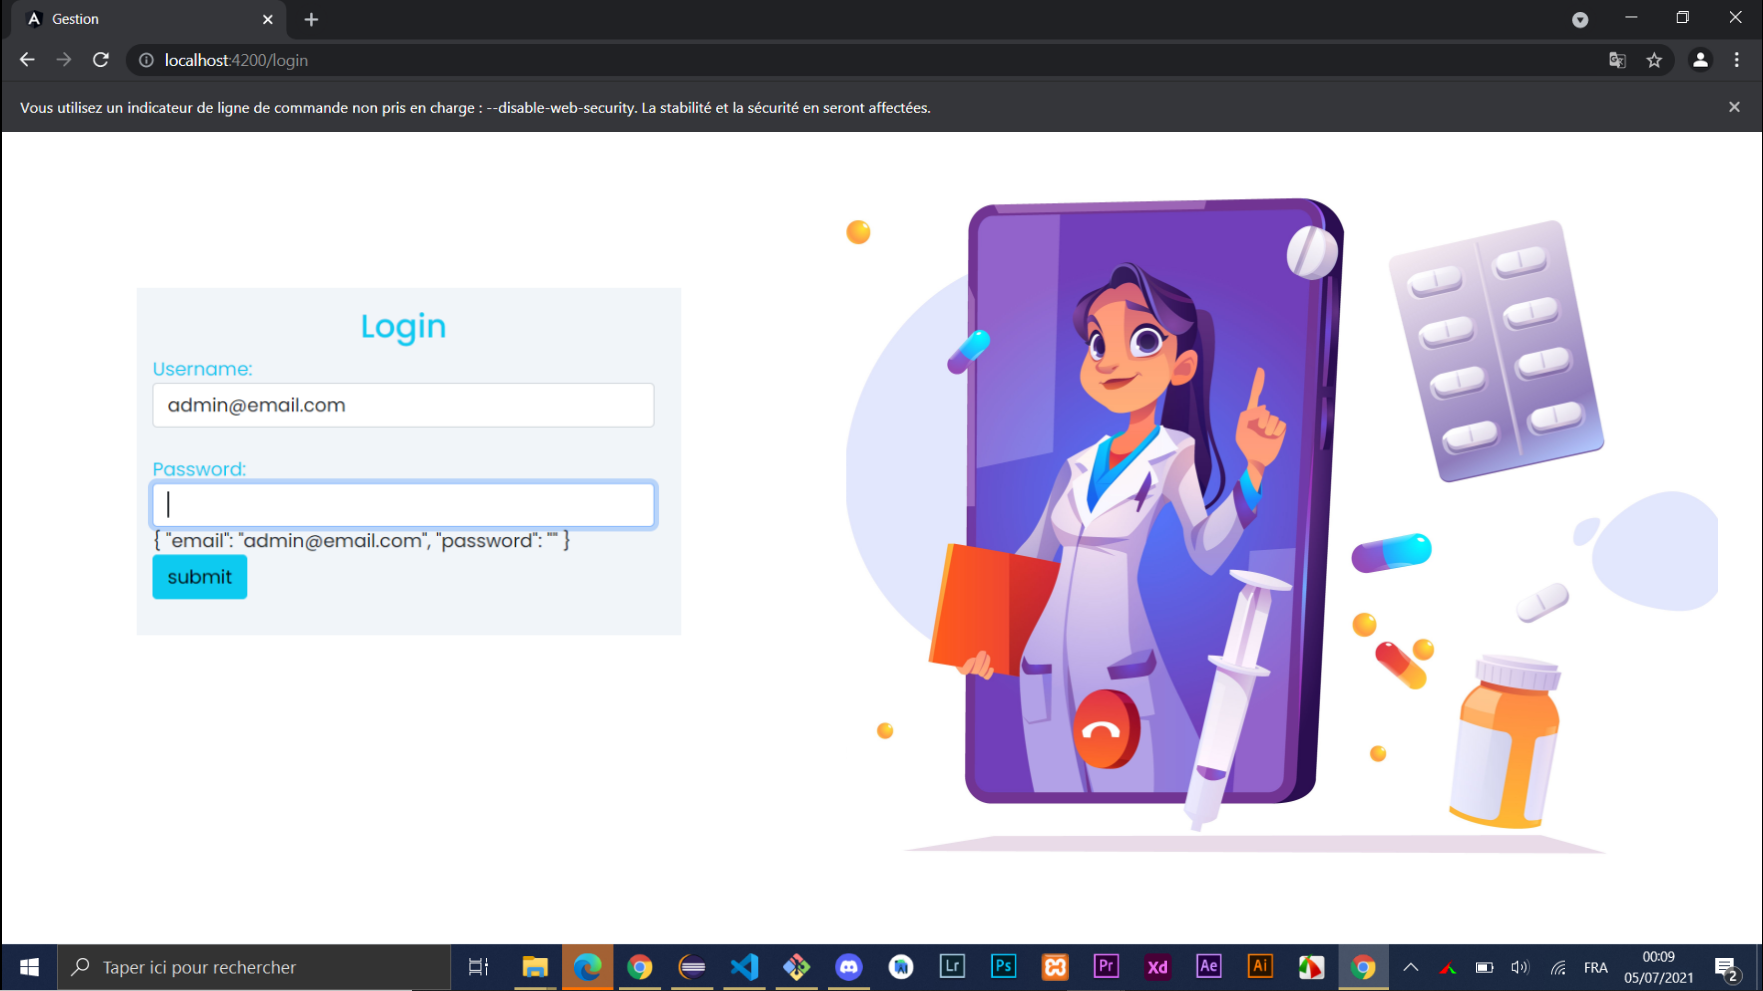 Gestion
localhost:4200/login
Vous utilisez un indicateur de ligne de commande non pris en charge : --disable-web-security. La stabilité et la sécurité en seront affectées.
Login
Username:
admin@email.com
Password:
{ "email": "admin@email.com", "password": "" }
submit
Taper ici pour rechercher
Lr
Ps
Pr
Xd
Ae
Ai
FRA
00:09
05/07/2021
2